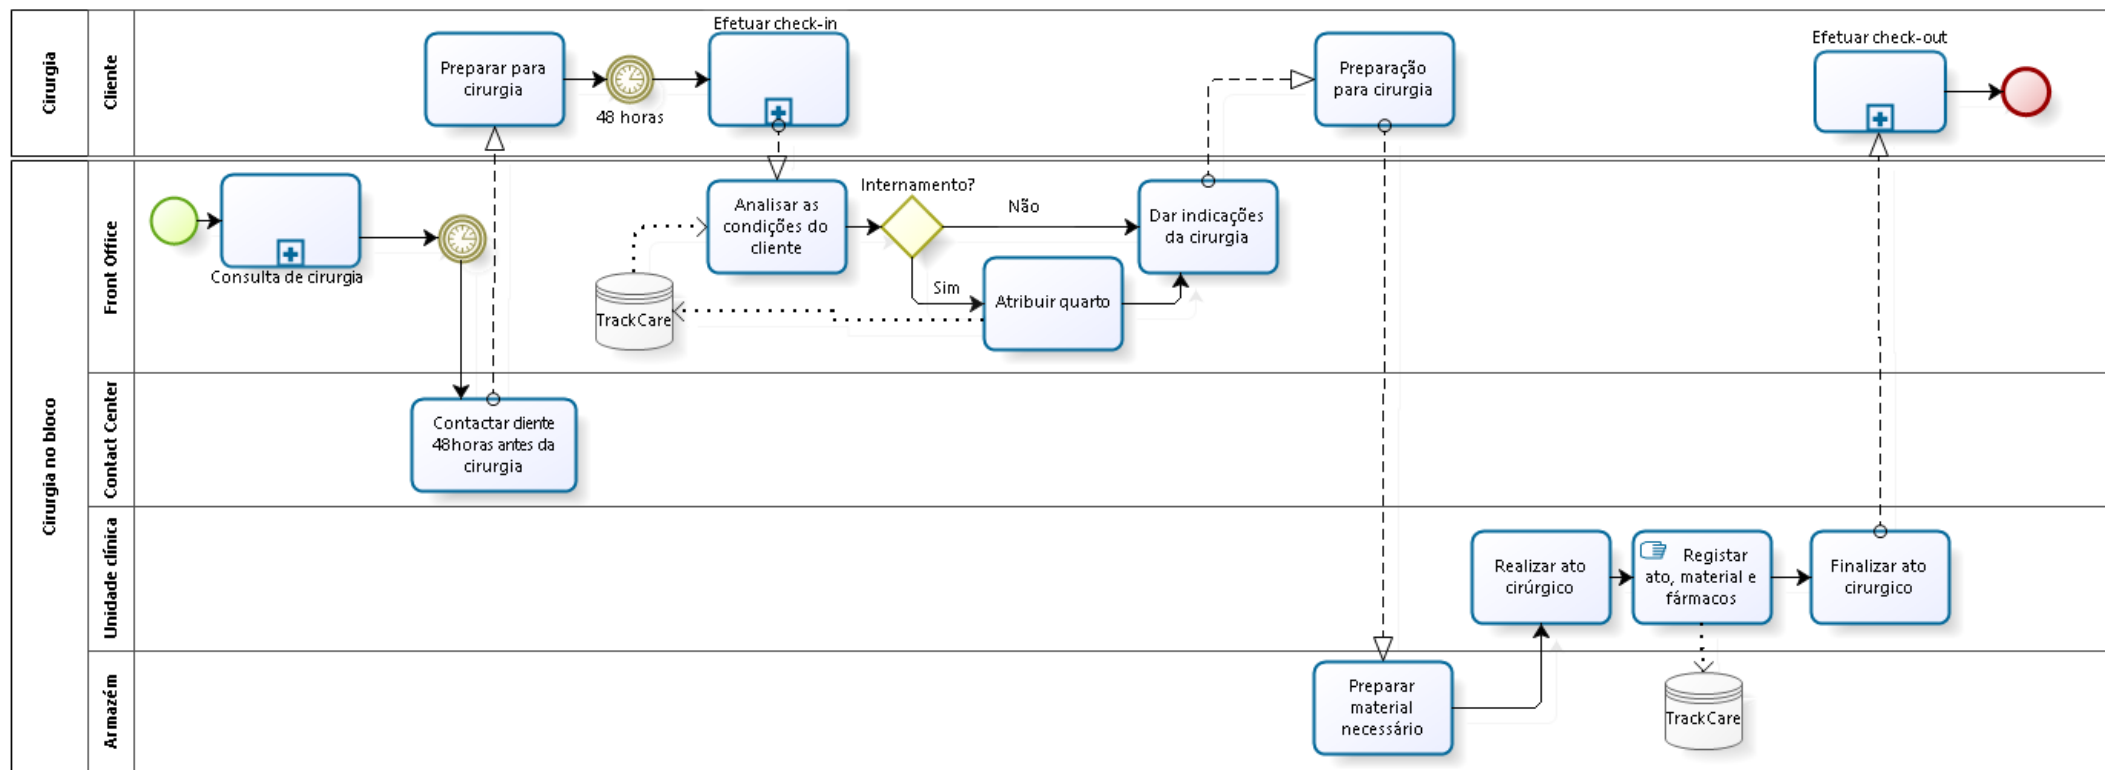 Cirurgia
Cliente
Preparar para
cirurgia
48 horas
Efetuar check-in
Preparação
para cirurgia
Efetuar check-out
Cirurgia no bloco
Front Office
Consulta de cirurgia
Analisar as
condições do
cliente
Internamento?
Não
Sim
Dar indicações
da cirurgia
Atribuir quarto
TrackCare
Contact Center
Contactar cliente
48horas antes da
cirurgia
Unidade clínica
Realizar ato
cirúrgico
Registar
ato, material e
fármacos
Finalizar ato
cirurgico
Armazém
Preparar
material
necessário
TrackCare